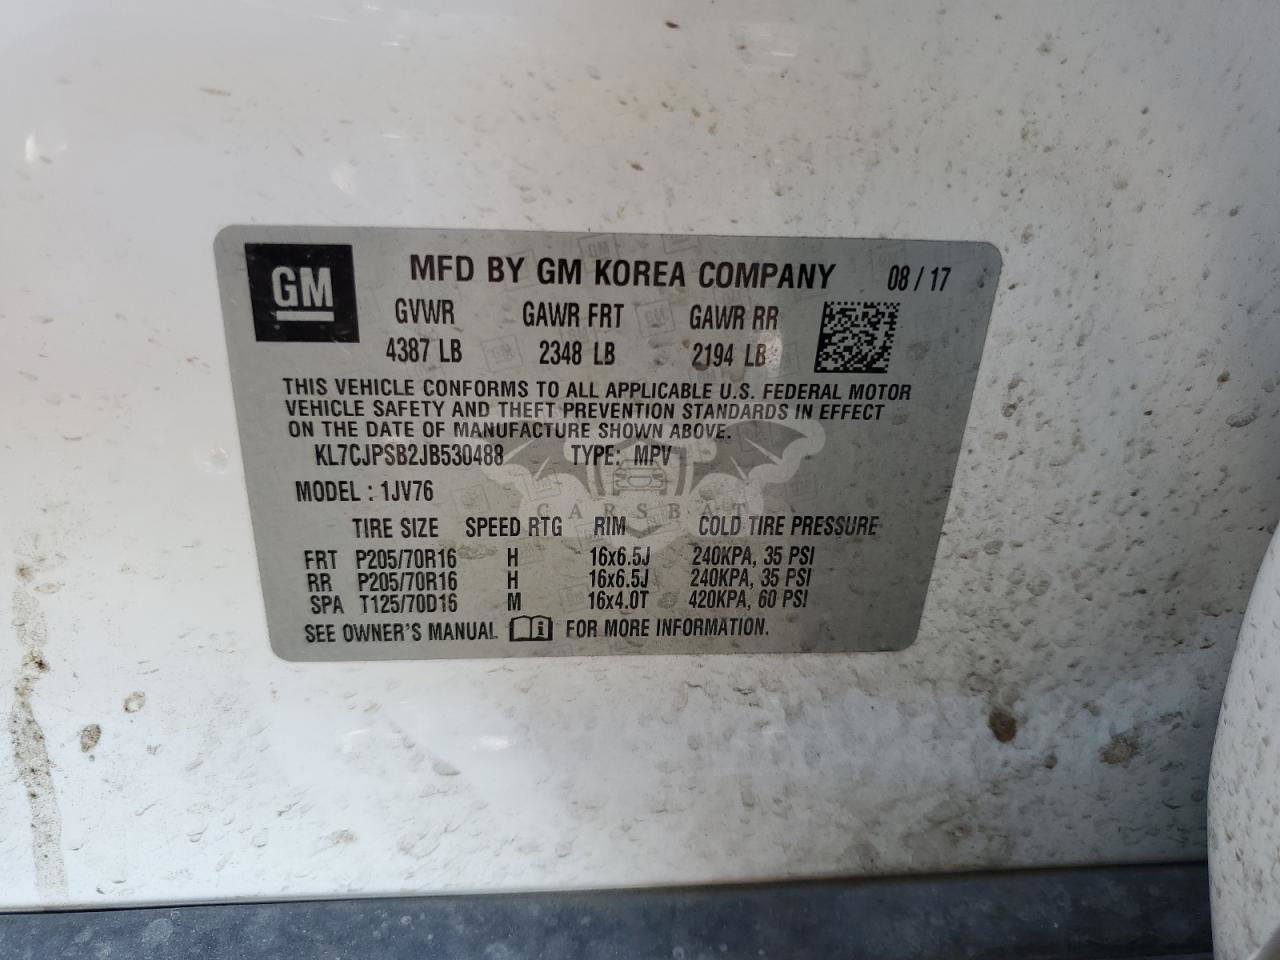 GM
MFD BY GM KOREA COMPANY 08 / 17
GVWR GAWR FRT GAWR RR
4387 LB 2348 LB 2194 LB
THIS VEHICLE CONFORMS TO ALL APPLICABLE U.S. FEDERAL MOTOR
VEHICLE SAFETY AND THEFT PREVENTION STANDARDS IN EFFECT
ON THE DATE OF MANUFACTURE SHOWN ABOVE.
KL7CJPSB2JB530488 TYPE: MPV
MODEL : 1JV76
CARSBAT
TIRE SIZE SPEED RTG RIM COLD TIRE PRESSURE
FRT P205/70R16 H 16x6.5J 240KPA, 35 PSI
RR P205/70R16 H 16x6.5J 240KPA, 35 PSI
SPA T125/70D16 M 16x4.0T 420KPA, 60 PSI
SEE OWNER'S MANUAL FOR MORE INFORMATION.